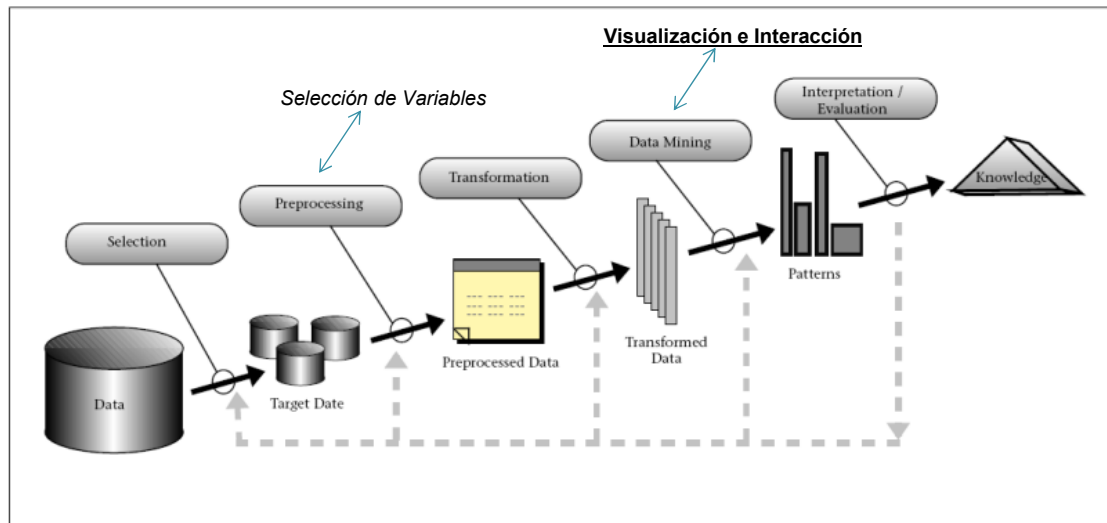 Visualización e Interacción
Selección de Variables
Interpretation /
Evaluation
Data Mining
Transformation
Preprocessing
Selection
Knowledge
Patterns
Transformed
Data
Preprocessed Data
Target Date
Data